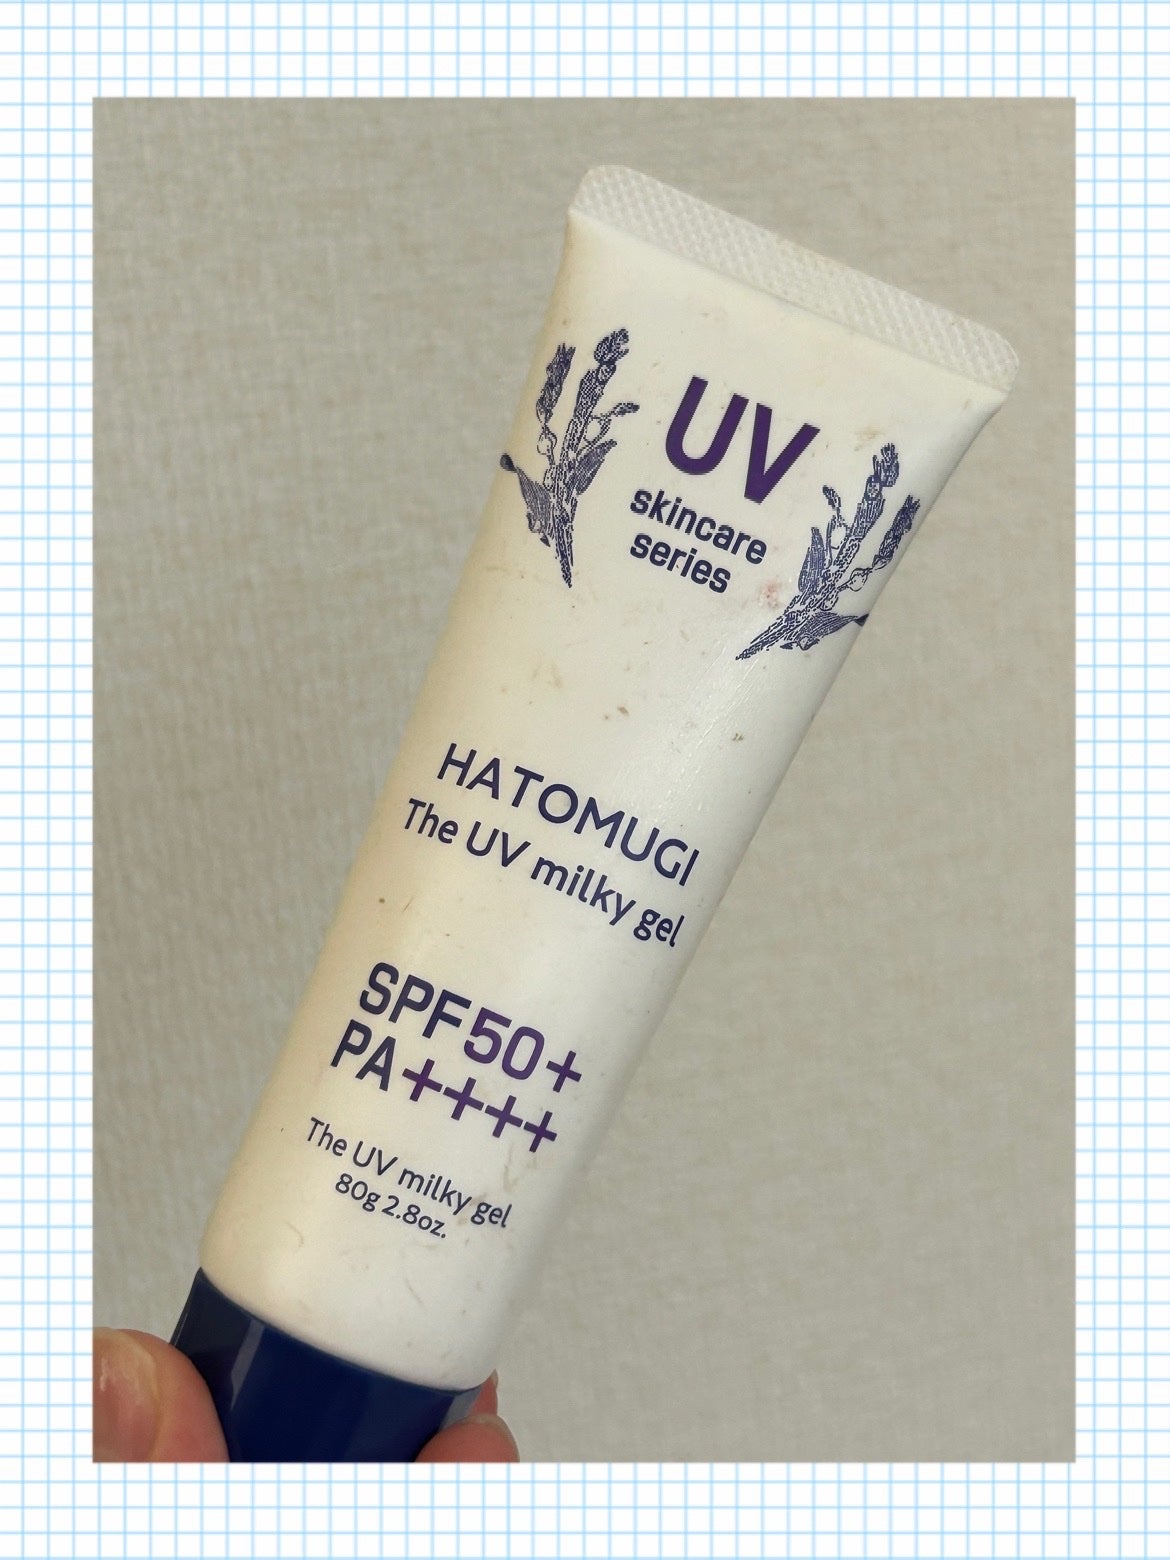 UV
skincare
series
HATOMUGI
The UV milky gel
SPF50+
PA++++
The UV milky gel
80g 2.8oz.